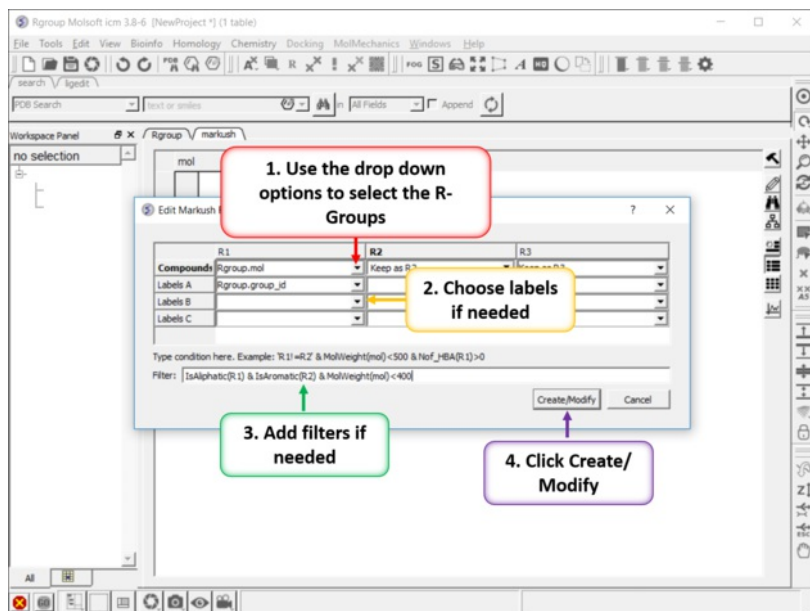 Rgroup Molsoft icm 3.8-6 [NewProject *] (1 table)
File Tools Edit View Bioinfo Homology Chemistry Docking MolMechanics Windows Help
search ligedit
PDB Search text or smiles in All Fields Append
Workspace Panel Rgroup markush
no selection
mol
1. Use the drop down
options to select the R-
Groups
Edit Markush
R1 R2 R3
Compounds Rgroup.mol Keep as R2
Labels A Rgroup.group_id
Labels B
Labels C
2. Choose labels
if needed
Type condition here. Example: 'R1!=R2' & MolWeight(mol)<500 & Nof_HBA(R1)>0
Filter: IsAliphatic(R1) & IsAromatic(R2) & MolWeight(mol)<400
Create/Modify Cancel
3. Add filters if
needed
4. Click Create/
Modify
All